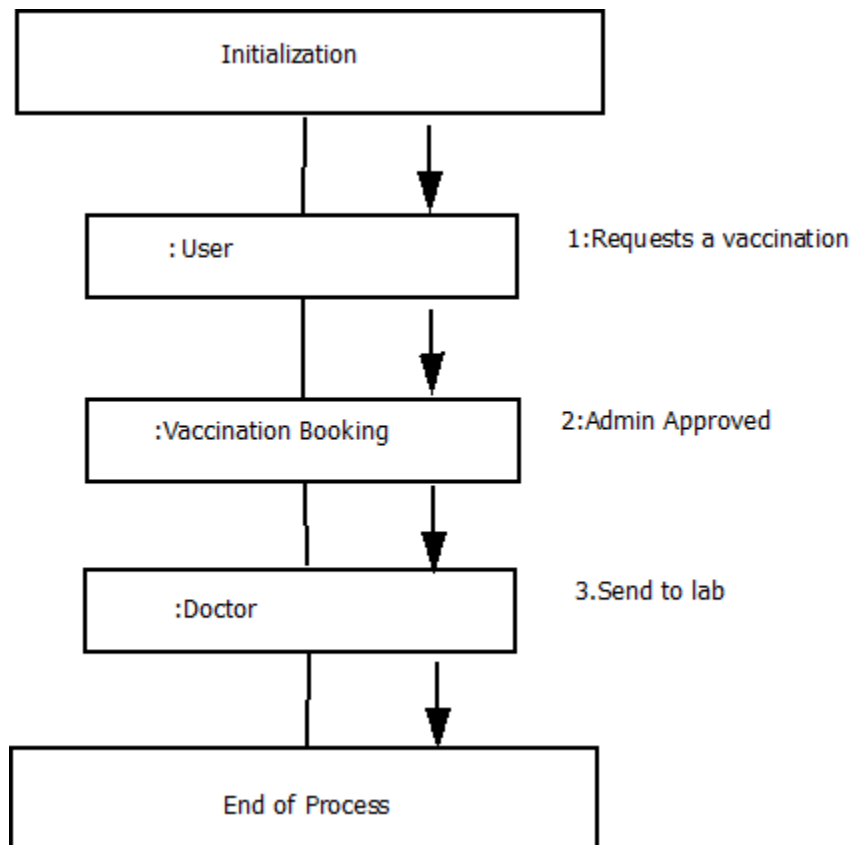 Initialization
: User
1:Requests a vaccination
:Vaccination Booking
2:Admin Approved
:Doctor
3.Send to lab
End of Process